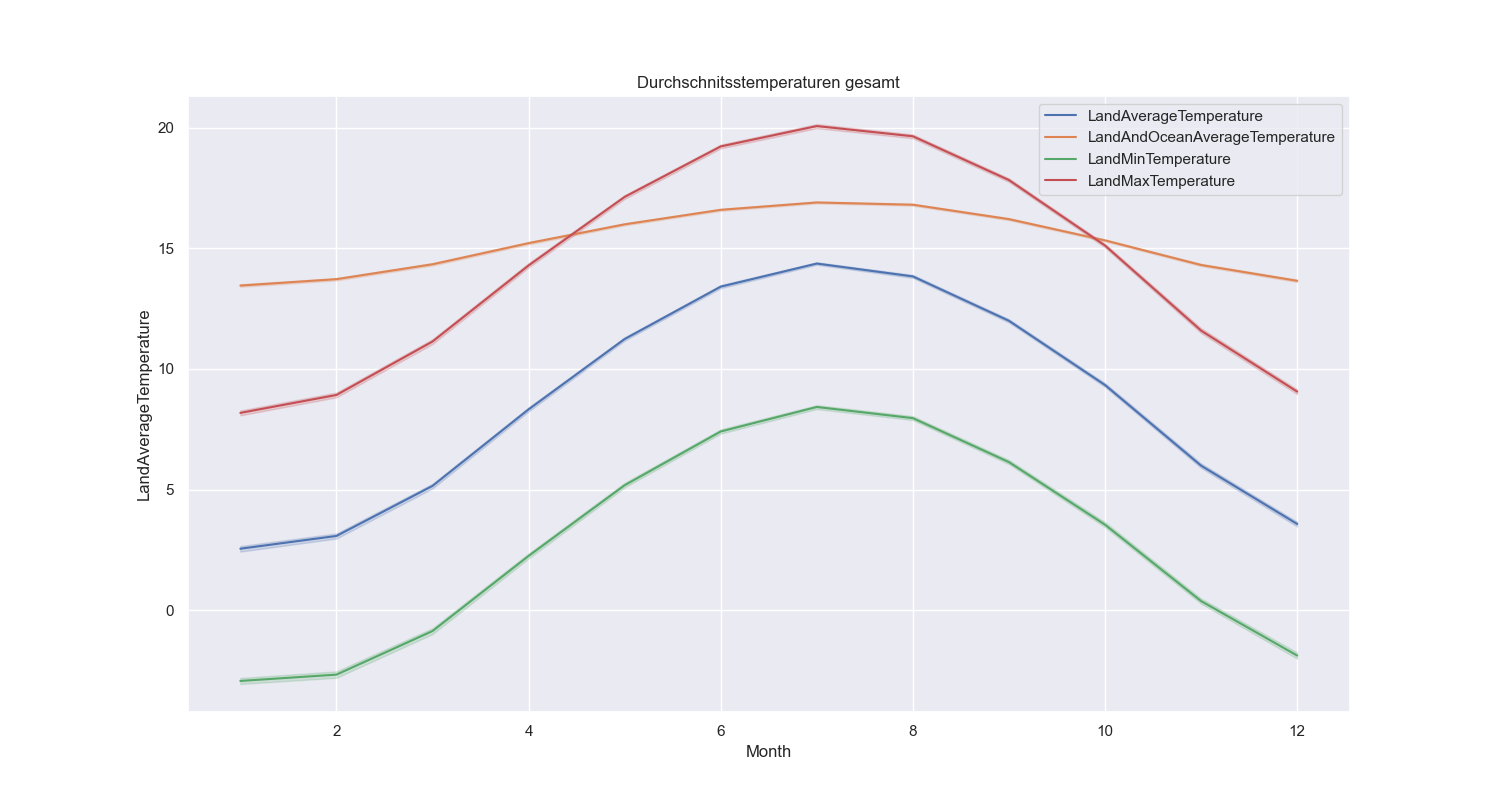 Durchschnitsstemperaturen gesamt
LandAverageTemperature
LandAndOceanAverageTemperature
LandMinTemperature
LandMaxTemperature
LandAverageTemperature
20
15
10
5
0
2 4 6 8 10 12
Month